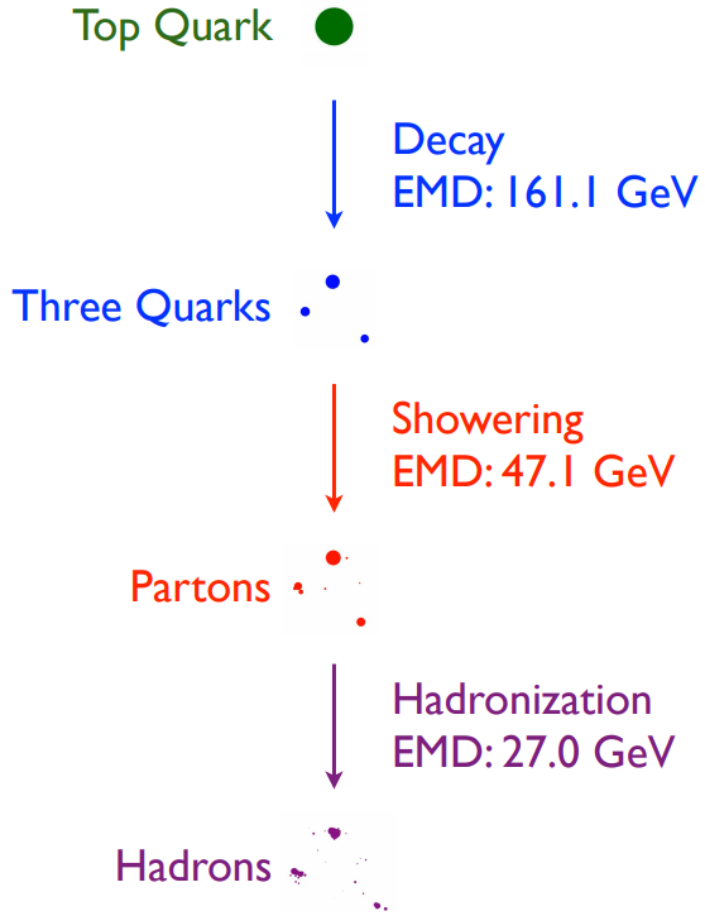 Top Quark
Decay
EMD: 161.1 GeV
Three Quarks
Showering
EMD: 47.1 GeV
Partons
Hadronization
EMD: 27.0 GeV
Hadrons